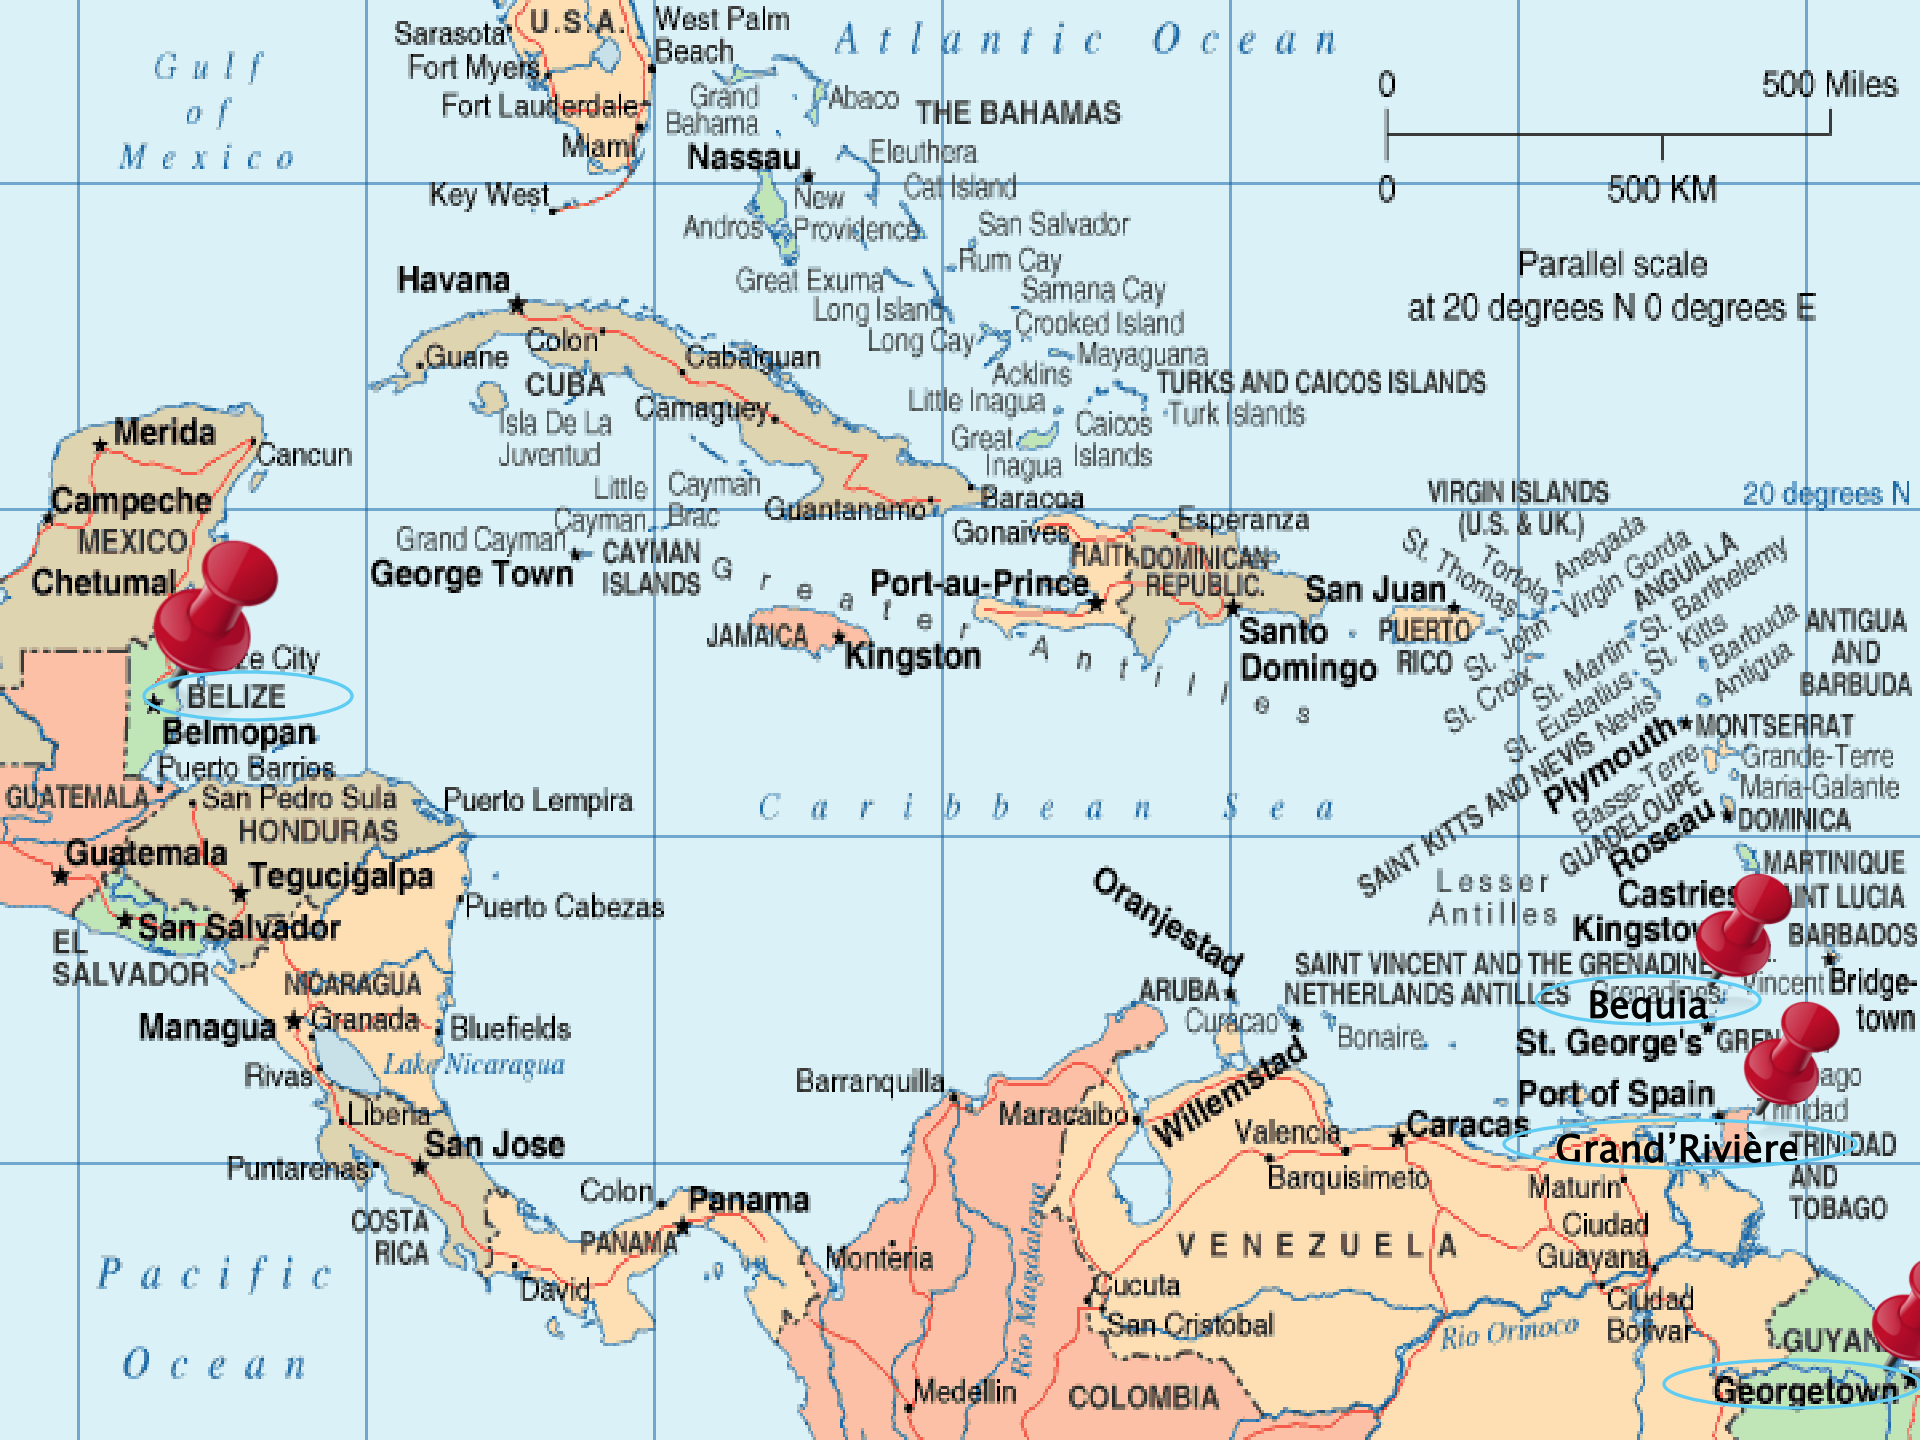 U.S.A.
West Palm
Beach
Sarasota
Fort Myers
Fort Lauderdale
Miami
Key West
Gulf
of
Mexico
Atlantic Ocean
Grand
Bahama
Abaco
THE BAHAMAS
Nassau
New
Providence
Eleuthera
Cat Island
Andros
San Salvador
Rum Cay
Great Exuma
Samana Cay
Long Island
Crooked Island
Long Cay
Mayaguana
Acklins
TURKS AND CAICOS ISLANDS
Little Inagua
Turk Islands
Caicos
Islands
Great
Inagua
0
500 Miles
0
500 KM
Parallel scale
at 20 degrees N 0 degrees E
Havana
Colon
Guane
Cabaiguan
CUBA
Camaguey
Isla De La
Juventud
Guantanamo
Baracoa
Merida
Cancun
Campeche
MEXICO
Chetumal
Little
Cayman
Cayman
Brac
Grand Cayman
George Town
CAYMAN
ISLANDS
Greater Antilles
JAMAICA
Kingston
Gonaives
HAITI
Port-au-Prince
Esperanza
DOMINICAN
REPUBLIC.
Santo
Domingo
San Juan
PUERTO
RICO
VIRGIN ISLANDS
(U.S. & UK.)
20 degrees N
St. Thomas
Tortola
Anegada
Virgin Gorda
ANGUILLA
St. Barthelemy
St. John
St. Croix
St. Martin
St. Kitts
Barbuda
St. Eustatius
Antigua
ANTIGUA
AND
BARBUDA
SAINT KITTS AND NEVIS
Nevis
Plymouth
MONTSERRAT
Basse-Terre
Grande-Terre
GUADELOUPE
Maria-Galante
Roseau
DOMINICA
MARTINIQUE
Castries
Lesser
Antilles
BARBADOS
Bridge-
town
SAINT VINCENT AND THE
NETHERLANDS ANTILLES
Grenadines
Vincent
Bequia
St. George's
Port of Spain
Trinidad
Grand’Rivière
TRINIDAD
AND
TOBAGO
City
BELIZE
Belmopan
Puerto Barrios
GUATEMALA
San Pedro Sula
Puerto Lempira
HONDURAS
Guatemala
Tegucigalpa
Puerto Cabezas
San Salvador
EL
SALVADOR
NICARAGUA
Managua
Granada
Bluefields
Lake Nicaragua
Rivas
Liberia
San Jose
Puntarenas
COSTA
RICA
Colon
Panama
PANAMA
David
Caribbean Sea
Pacific
Ocean
Oranjestad
ARUBA
Curacao
Bonaire
Willemstad
Barranquilla
Maracaibo
Valencia
Caracas
Barquisimeto
Maturin
Ciudad
Guayana
VENEZUELA
Monteria
Rio Magdalena
Cucuta
San Cristobal
Rio Orinoco
Ciudad
Bolivar
Medellin
COLOMBIA
Georgetown